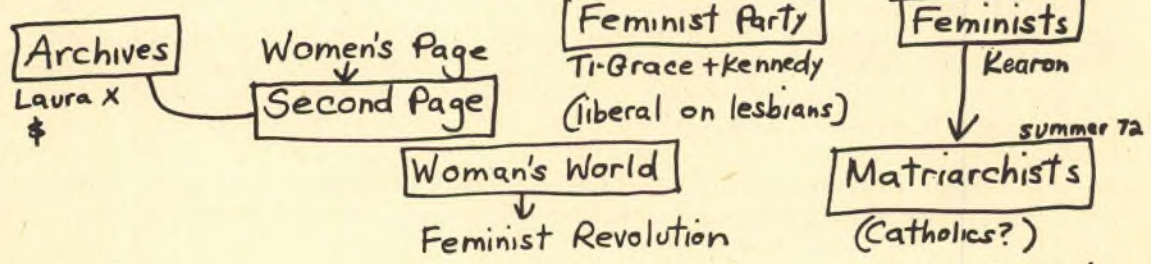 Archives
Laura X
$
Women's Page
Second Page
Woman's World
Feminist Revolution
Feminist Party
Ti-Grace + Kennedy
(liberal on lesbians)
Feminists
Kearon
summer 72
Matriarchists
(Catholics?)